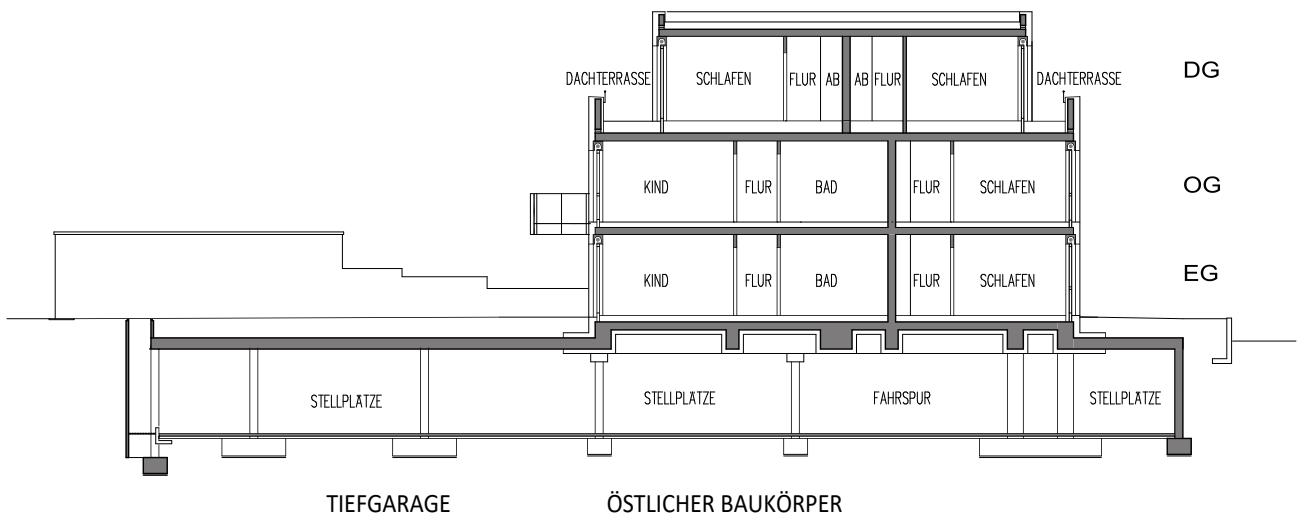 DG
SCHLAFEN FLUR AB AB FLUR SCHLAFEN
DACHTERRASSE DACHTERRASSE
KIND FLUR BAD FLUR SCHLAFEN OG
KIND FLUR BAD FLUR SCHLAFEN EG
STELLPLÄTZE STELLPLÄTZE FAHRSPUR STELLPLÄTZE
TIEFGARAGE ÖSTLICHER BAUKÖRPER